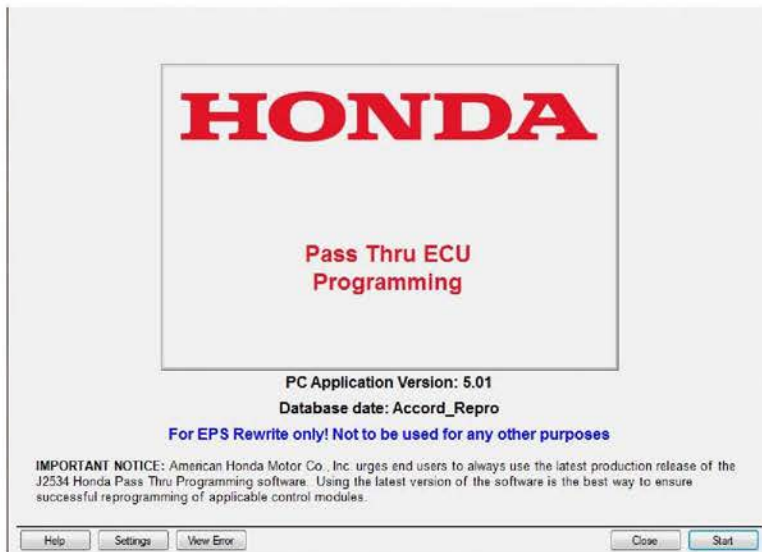 HONDA
Pass Thru ECU
Programming
PC Application Version: 5.01
Database date: Accord_Repro
For EPS Rewrite only! Not to be used for any other purposes
IMPORTANT NOTICE: American Honda Motor Co., Inc. urges end users to always use the latest production release of the
J2534 Honda Pass Thru Programming software. Using the latest version of the software is the best way to ensure
successful reprogramming of applicable control modules.
Help Settings View Error Close Start